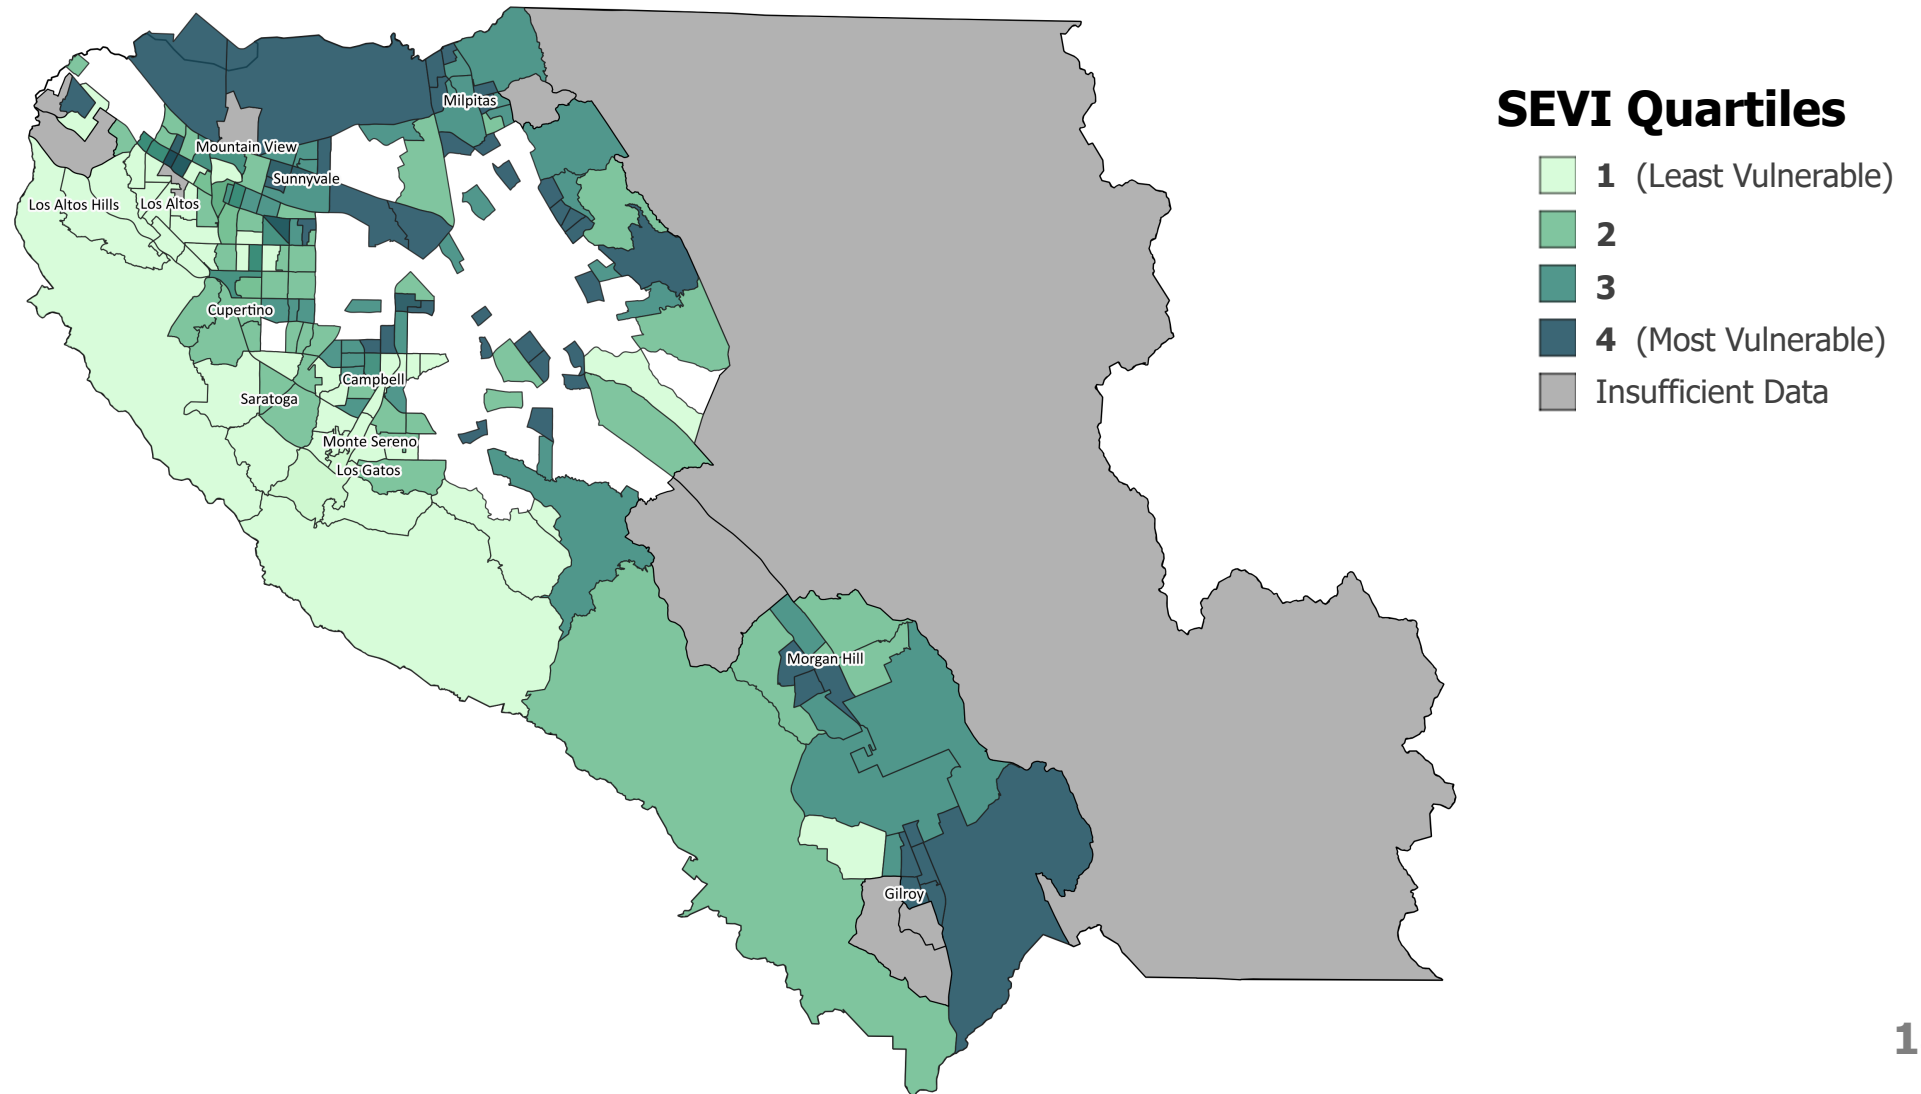 SEVI Quartiles
1 (Least Vulnerable)
2
3
4 (Most Vulnerable)
Insufficient Data
Milpitas
Mountain View
Sunnyvale
Los Altos Hills
Los Altos
Cupertino
Campbell
Saratoga
Monte Sereno
Los Gatos
Morgan Hill
Gilroy
1